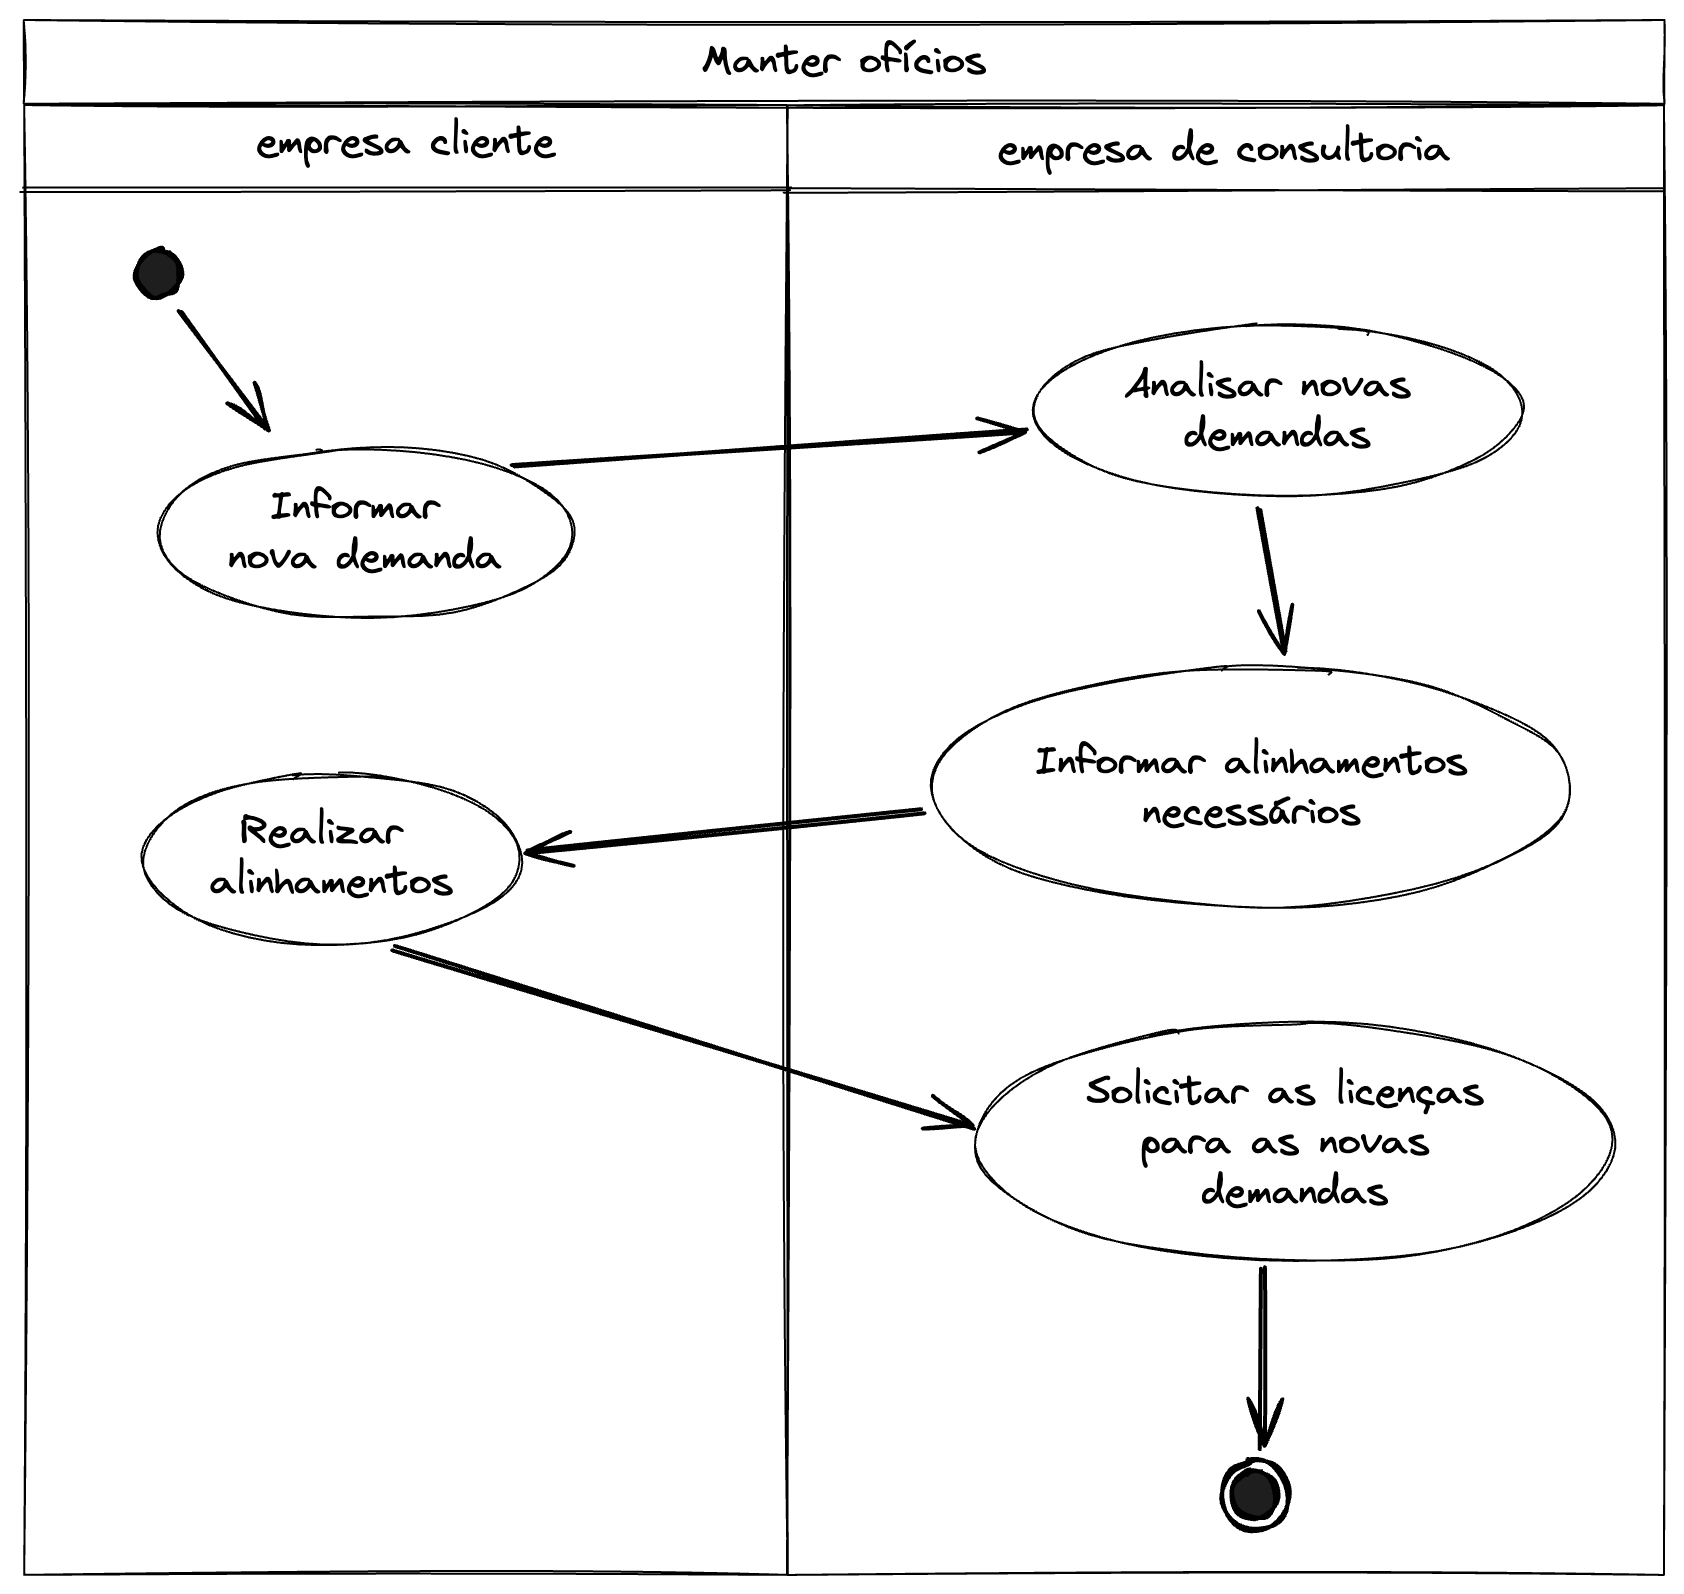 Manter ofícios
empresa cliente
empresa de consultoria
Informar
nova demanda
Analisar novas
demandas
Informar alinhamentos
necessários
Realizar
alinhamentos
Solicitar as licenças
para as novas
demandas